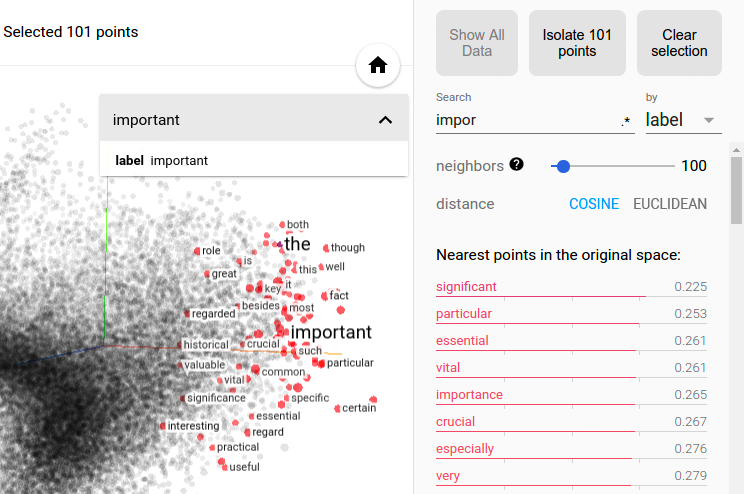 Selected 101 points
important
label important
both
the
though
role
is
this
well
great
key
it
fact
besides
most
regarded
important
historical
crucial
such
particular
valuable
common
vital
significance
specific
certain
essential
interesting
regard
practical
useful
Show All
Data
Isolate 101
points
Clear
selection
Search
by
impor
.*
label
neighbors ? 100
distance COSINE EUCLIDEAN
Nearest points in the original space:
significant 0.225
particular 0.253
essential 0.261
vital 0.261
importance 0.265
crucial 0.267
especially 0.276
very 0.279